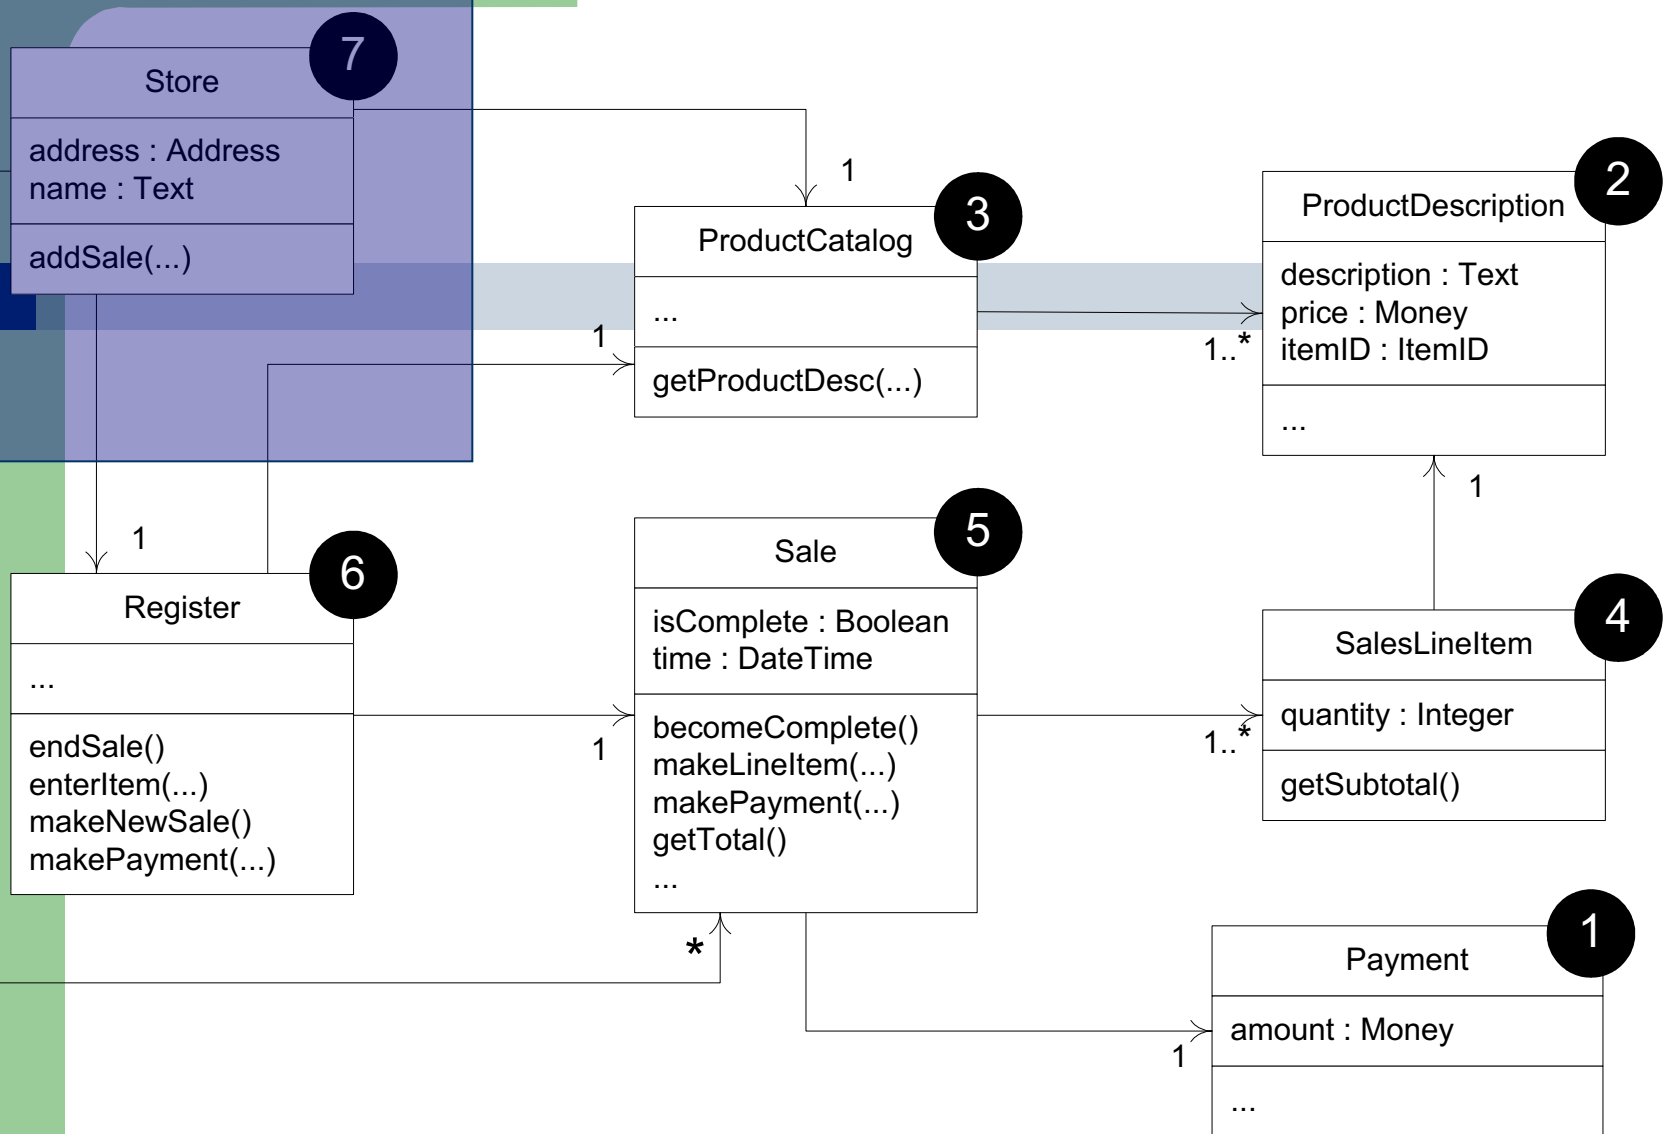 7
Store
address : Address
name : Text
addSale(...)
1
3
ProductCatalog
...
getProductDesc(...)
1
2
ProductDescription
description : Text
price : Money
itemID : ItemID
...
1..*
1
1
6
Register
...
endSale()
enterItem(...)
makeNewSale()
makePayment(...)
1
5
Sale
isComplete : Boolean
time : DateTime
becomeComplete()
makeLineItem(...)
makePayment(...)
getTotal()
...
*
4
SalesLineItem
quantity : Integer
getSubtotal()
1..*
1
Payment
amount : Money
...
1